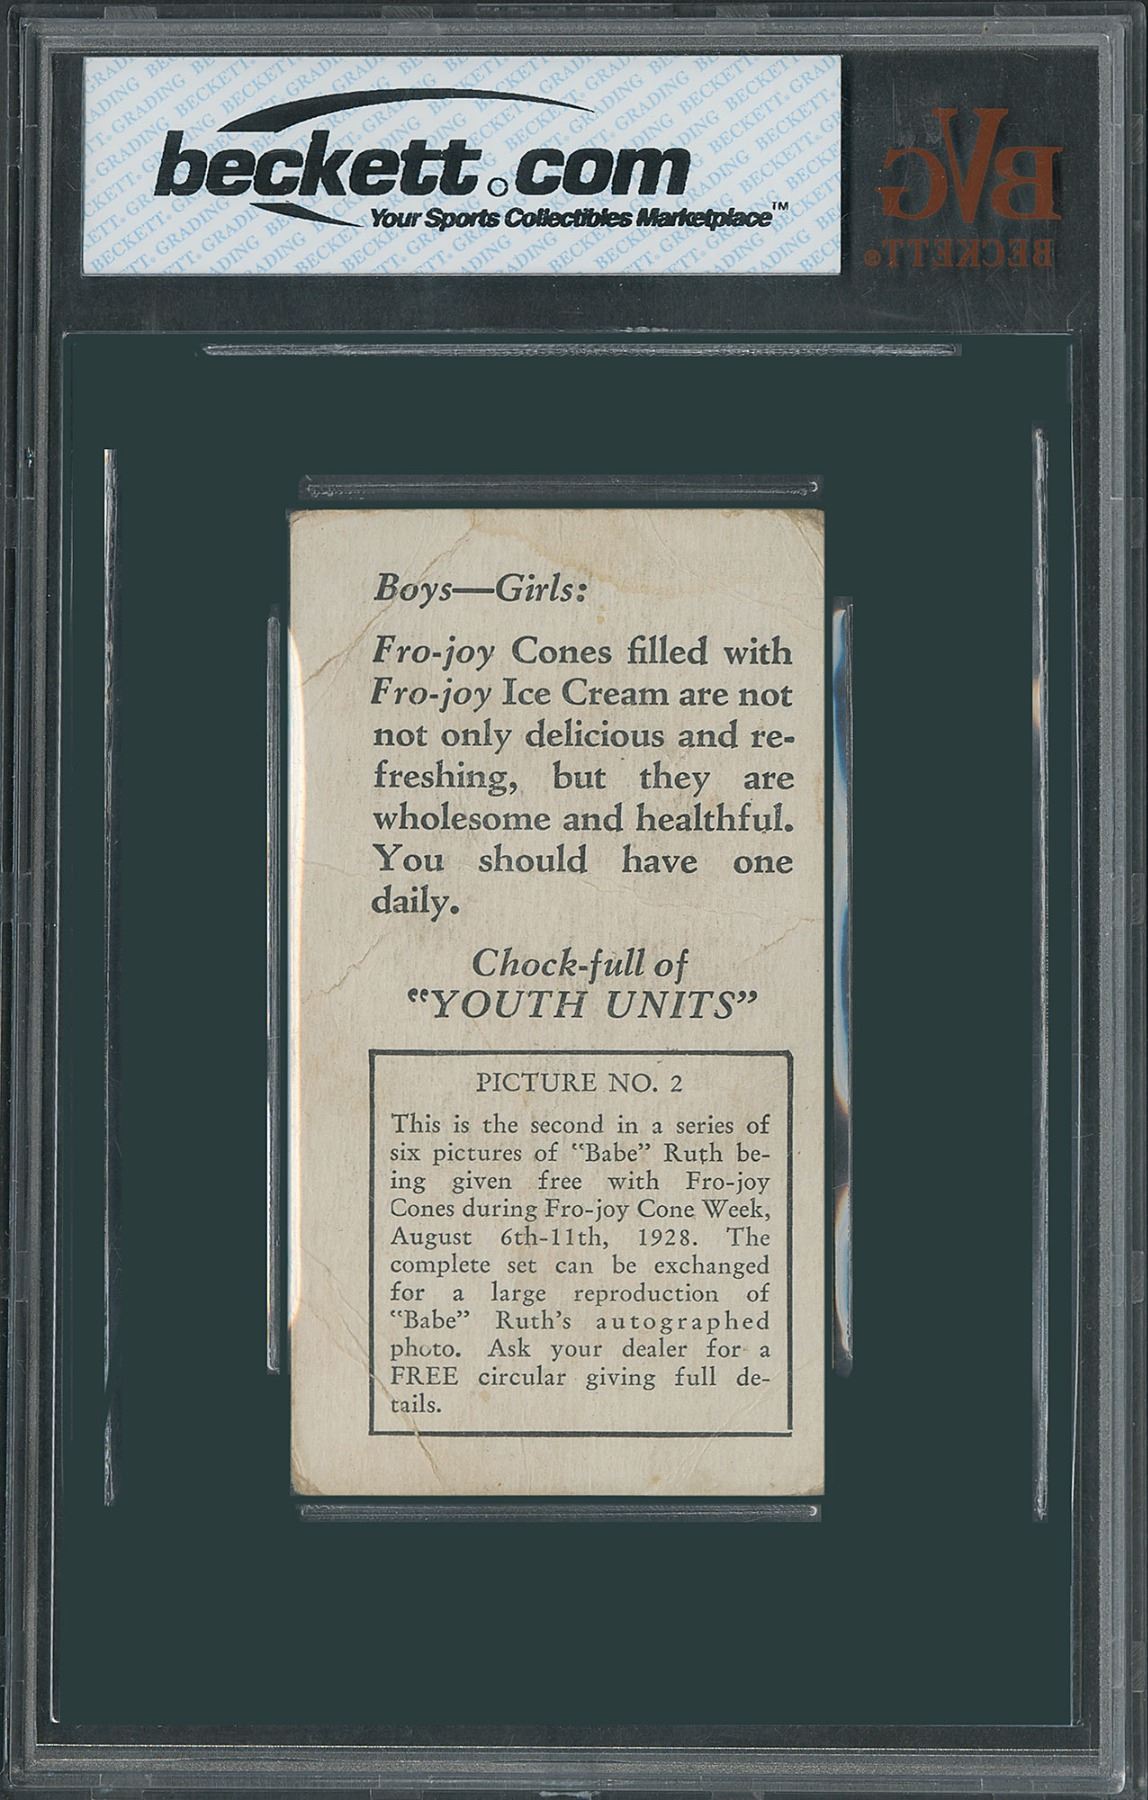 beckett.com
Your Sports Collectibles Marketplace™
BVG
BECKETT®
Boys—Girls:
Fro-joy Cones filled with
Fro-joy Ice Cream are not
not only delicious and re-
freshing, but they are
wholesome and healthful.
You should have one
daily.
Chock-full of
“YOUTH UNITS”
PICTURE NO. 2
This is the second in a series of
six pictures of “Babe” Ruth be-
ing given free with Fro-joy
Cones during Fro-joy Cone Week,
August 6th-11th, 1928. The
complete set can be exchanged
for a large reproduction of
“Babe” Ruth’s autographed
photo. Ask your dealer for a
FREE circular giving full de-
tails.